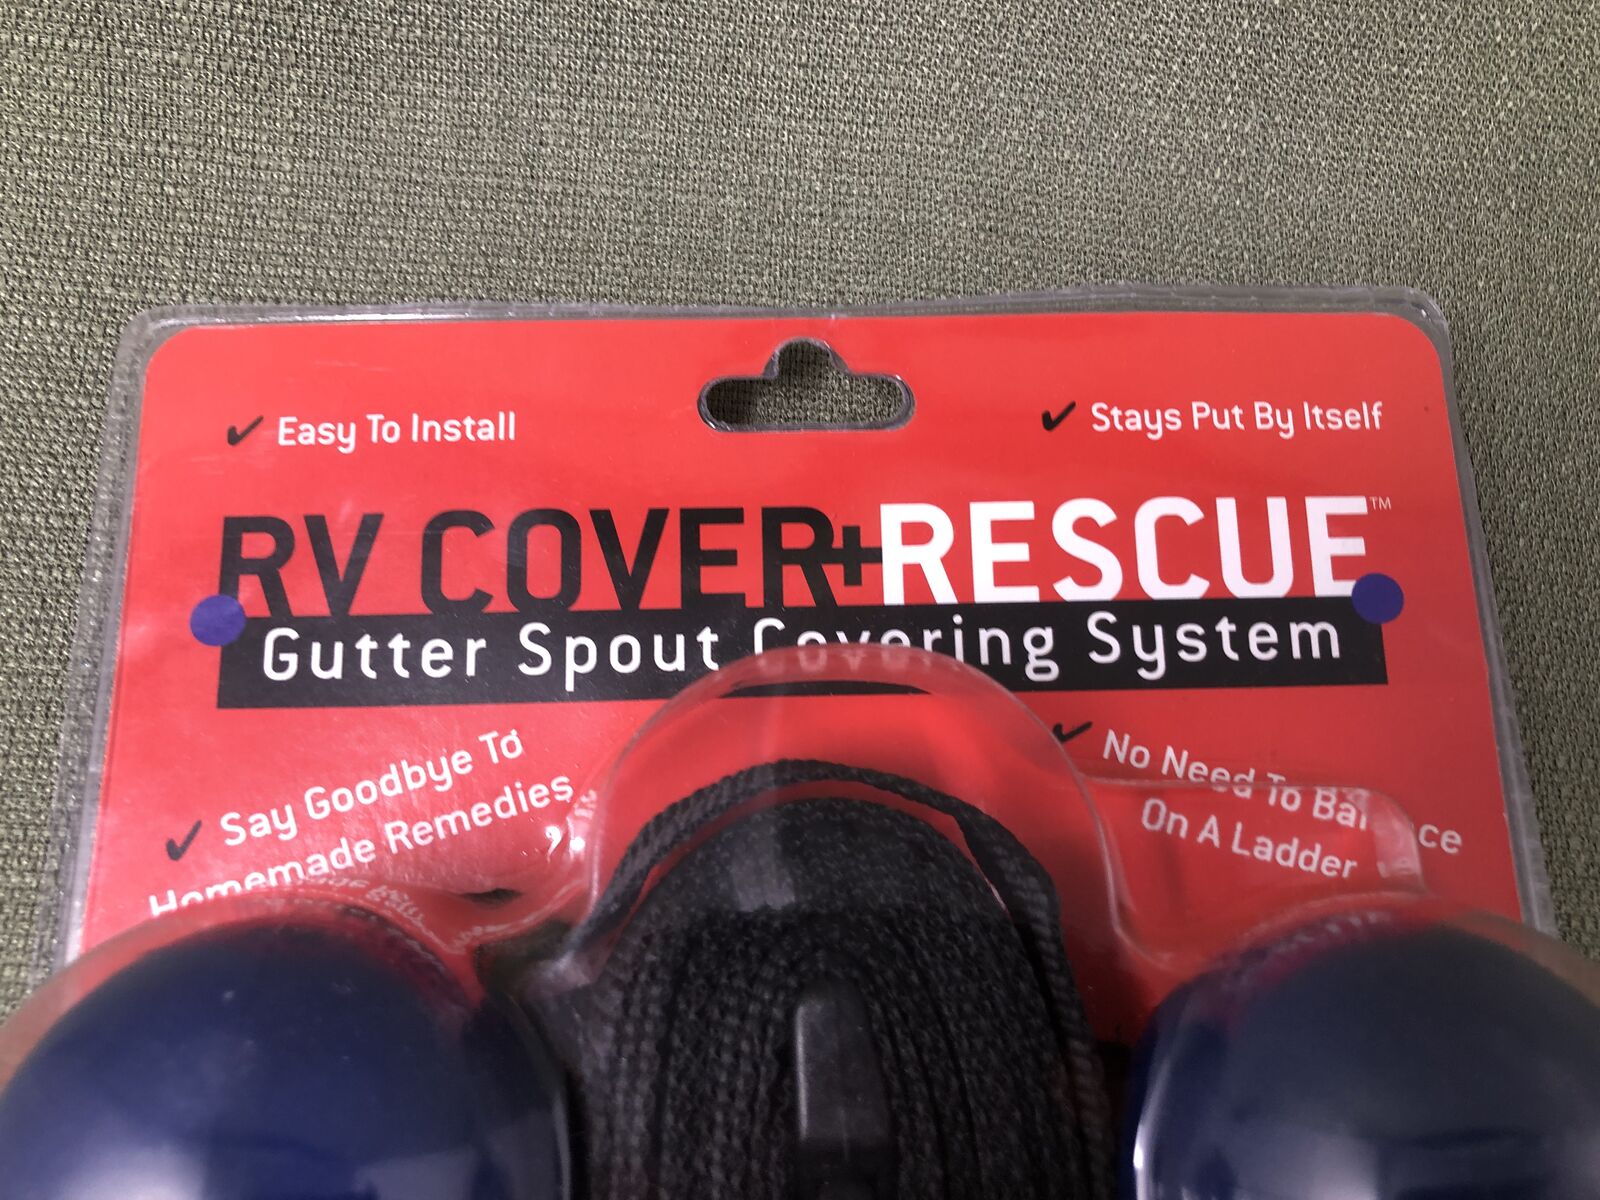 ✓ Easy To Install
✓ Stays Put By Itself
RV COVER+RESCUE™
Gutter Spout Covering System
✓ Say Goodbye To
Homemade Remedies
✓ No Need To Balance
On A Ladder